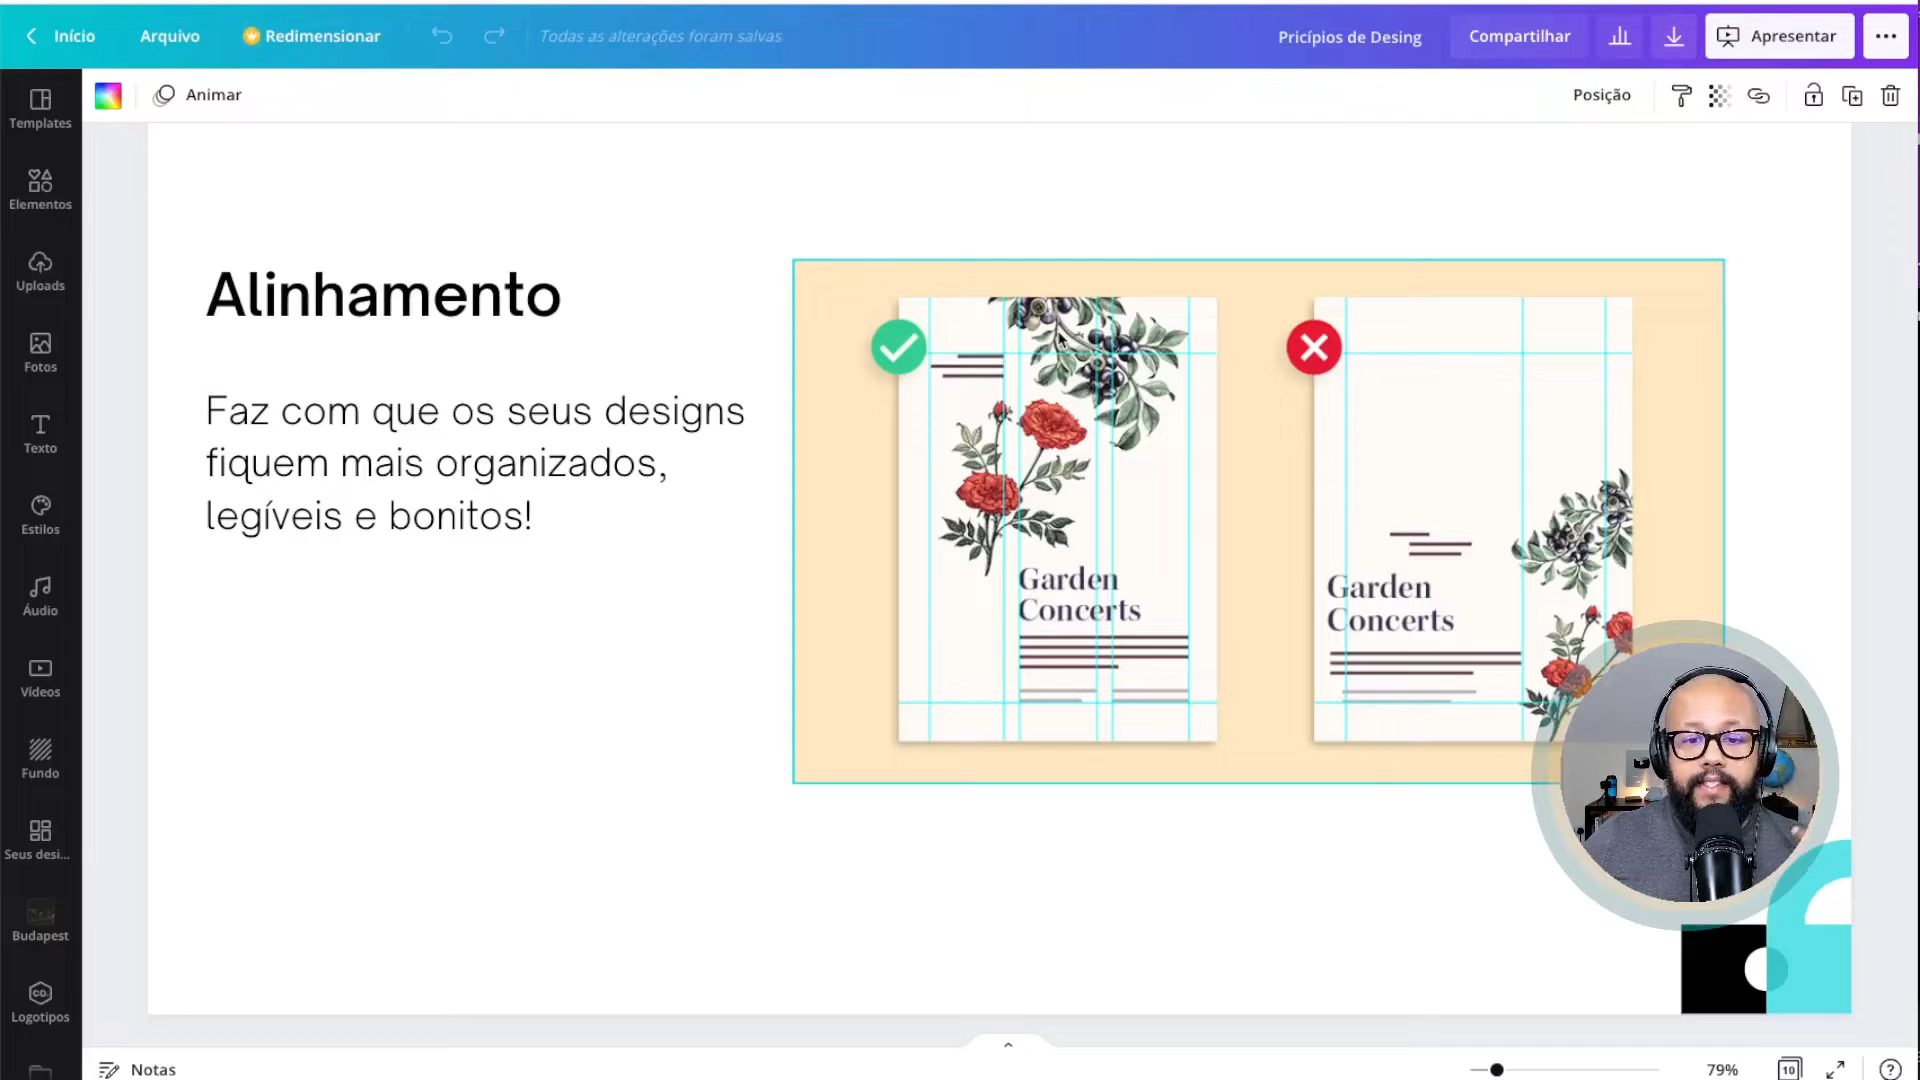 Início
Arquivo
Redimensionar
Todas as alterações foram salvas
Pricípios de Desing
Compartilhar
Apresentar
Animar
Posição
Templates
Elementos
Uploads
Fotos
Texto
Estilos
Áudio
Vídeos
Fundo
Seus desi...
Budapest
CO.
Logotipos
Alinhamento
Faz com que os seus designs
fiquem mais organizados,
legíveis e bonitos!
Garden
Concerts
Garden
Concerts
Notas
79%
10
?